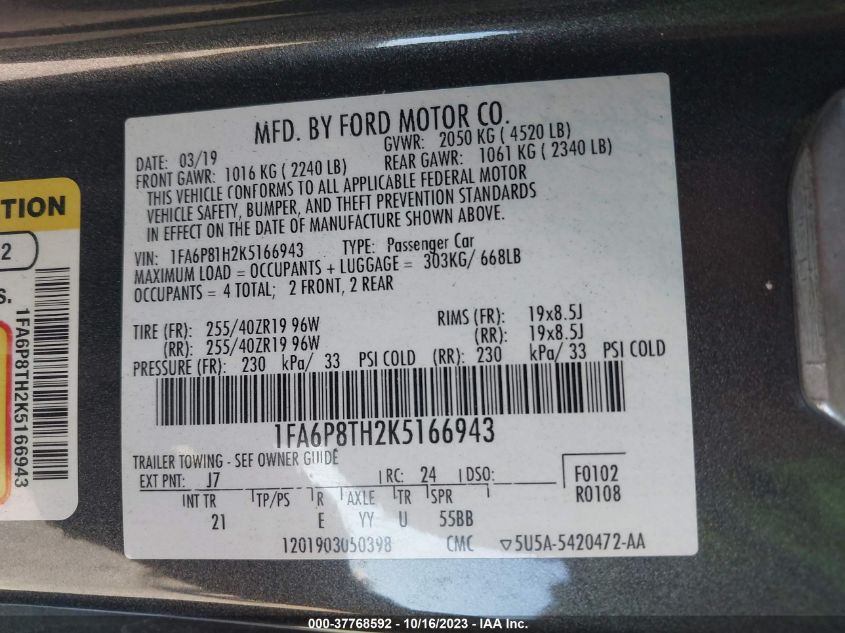 MFD. BY FORD MOTOR CO.
DATE: 03/19
GVWR: 2050 KG ( 4520 LB)
FRONT GAWR: 1016 KG ( 2240 LB)
REAR GAWR: 1061 KG ( 2340 LB)
THIS VEHICLE CONFORMS TO ALL APPLICABLE FEDERAL MOTOR
VEHICLE SAFETY, BUMPER, AND THEFT PREVENTION STANDARDS
IN EFFECT ON THE DATE OF MANUFACTURE SHOWN ABOVE.
VIN: 1FA6P8TH2K5166943 TYPE: Passenger Car
MAXIMUM LOAD = OCCUPANTS + LUGGAGE = 303KG/ 668LB
OCCUPANTS = 4 TOTAL; 2 FRONT, 2 REAR
TIRE (FR): 255/40ZR19 96W RIMS (FR): 19x8.5J
(RR): 255/40ZR19 96W (RR): 19x8.5J
PRESSURE (FR): 230 kPa/ 33 PSI COLD (RR): 230 kPa/ 33 PSI COLD
1FA6P8TH2K5166943
TRAILER TOWING - SEE OWNER GUIDE
EXT PNT: J7 RC: 24 DSO: F0102
R0108
INT TR TP/PS R AXLE TR SPR
21 E YY U 55BB
1201903050398 CMC ▽5U5A-5420472-AA
TION
2
S.
1FA6P8TH2K5166943
000-37768592 - 10/16/2023 - IAA Inc.